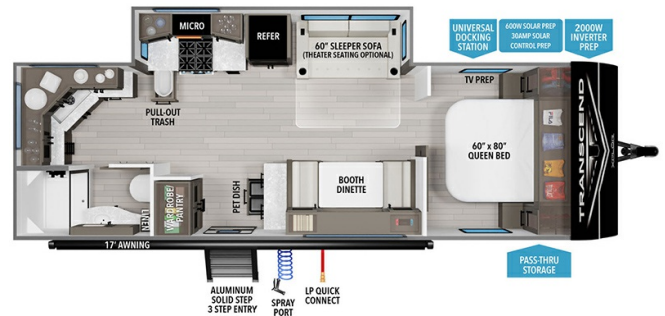 MICRO
REFER
60" SLEEPER SOFA
(THEATER SEATING OPTIONAL)
UNIVERSAL
DOCKING
STATION
600W SOLAR PREP
30AMP SOLAR
CONTROL PREP
2000W
INVERTER
PREP
TV PREP
PULL-OUT
TRASH
60" x 80"
QUEEN BED
TRANSCEND
BOOTH
DINETTE
PET DISH
WARDROBE/
PANTRY
LINEN
17' AWNING
ALUMINUM
SOLID STEP
3 STEP ENTRY
SPRAY
PORT
LP QUICK
CONNECT
PASS-THRU
STORAGE